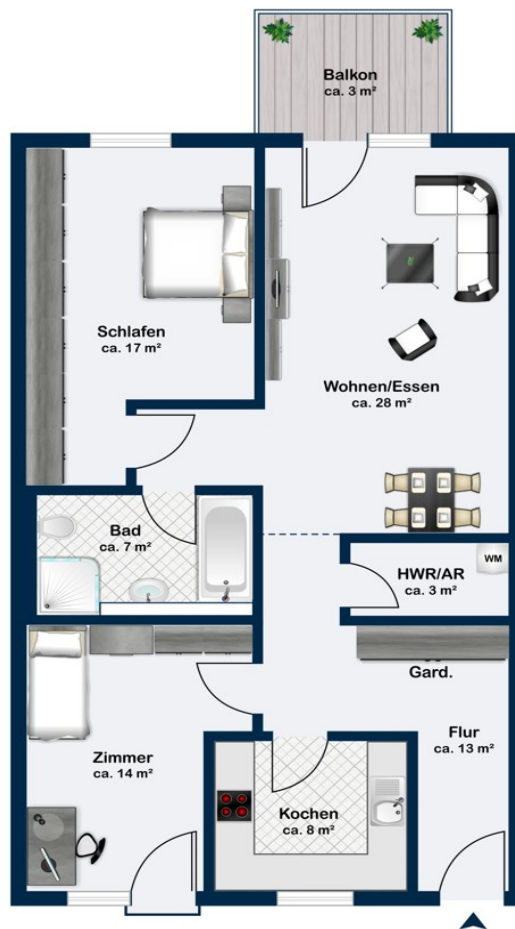 Balkon
ca. 3 m²
Schlafen
ca. 17 m²
Wohnen/Essen
ca. 28 m²
Bad
ca. 7 m²
WM
HWR/AR
ca. 3 m²
Gard.
Zimmer
ca. 14 m²
Flur
ca. 13 m²
Kochen
ca. 8 m²